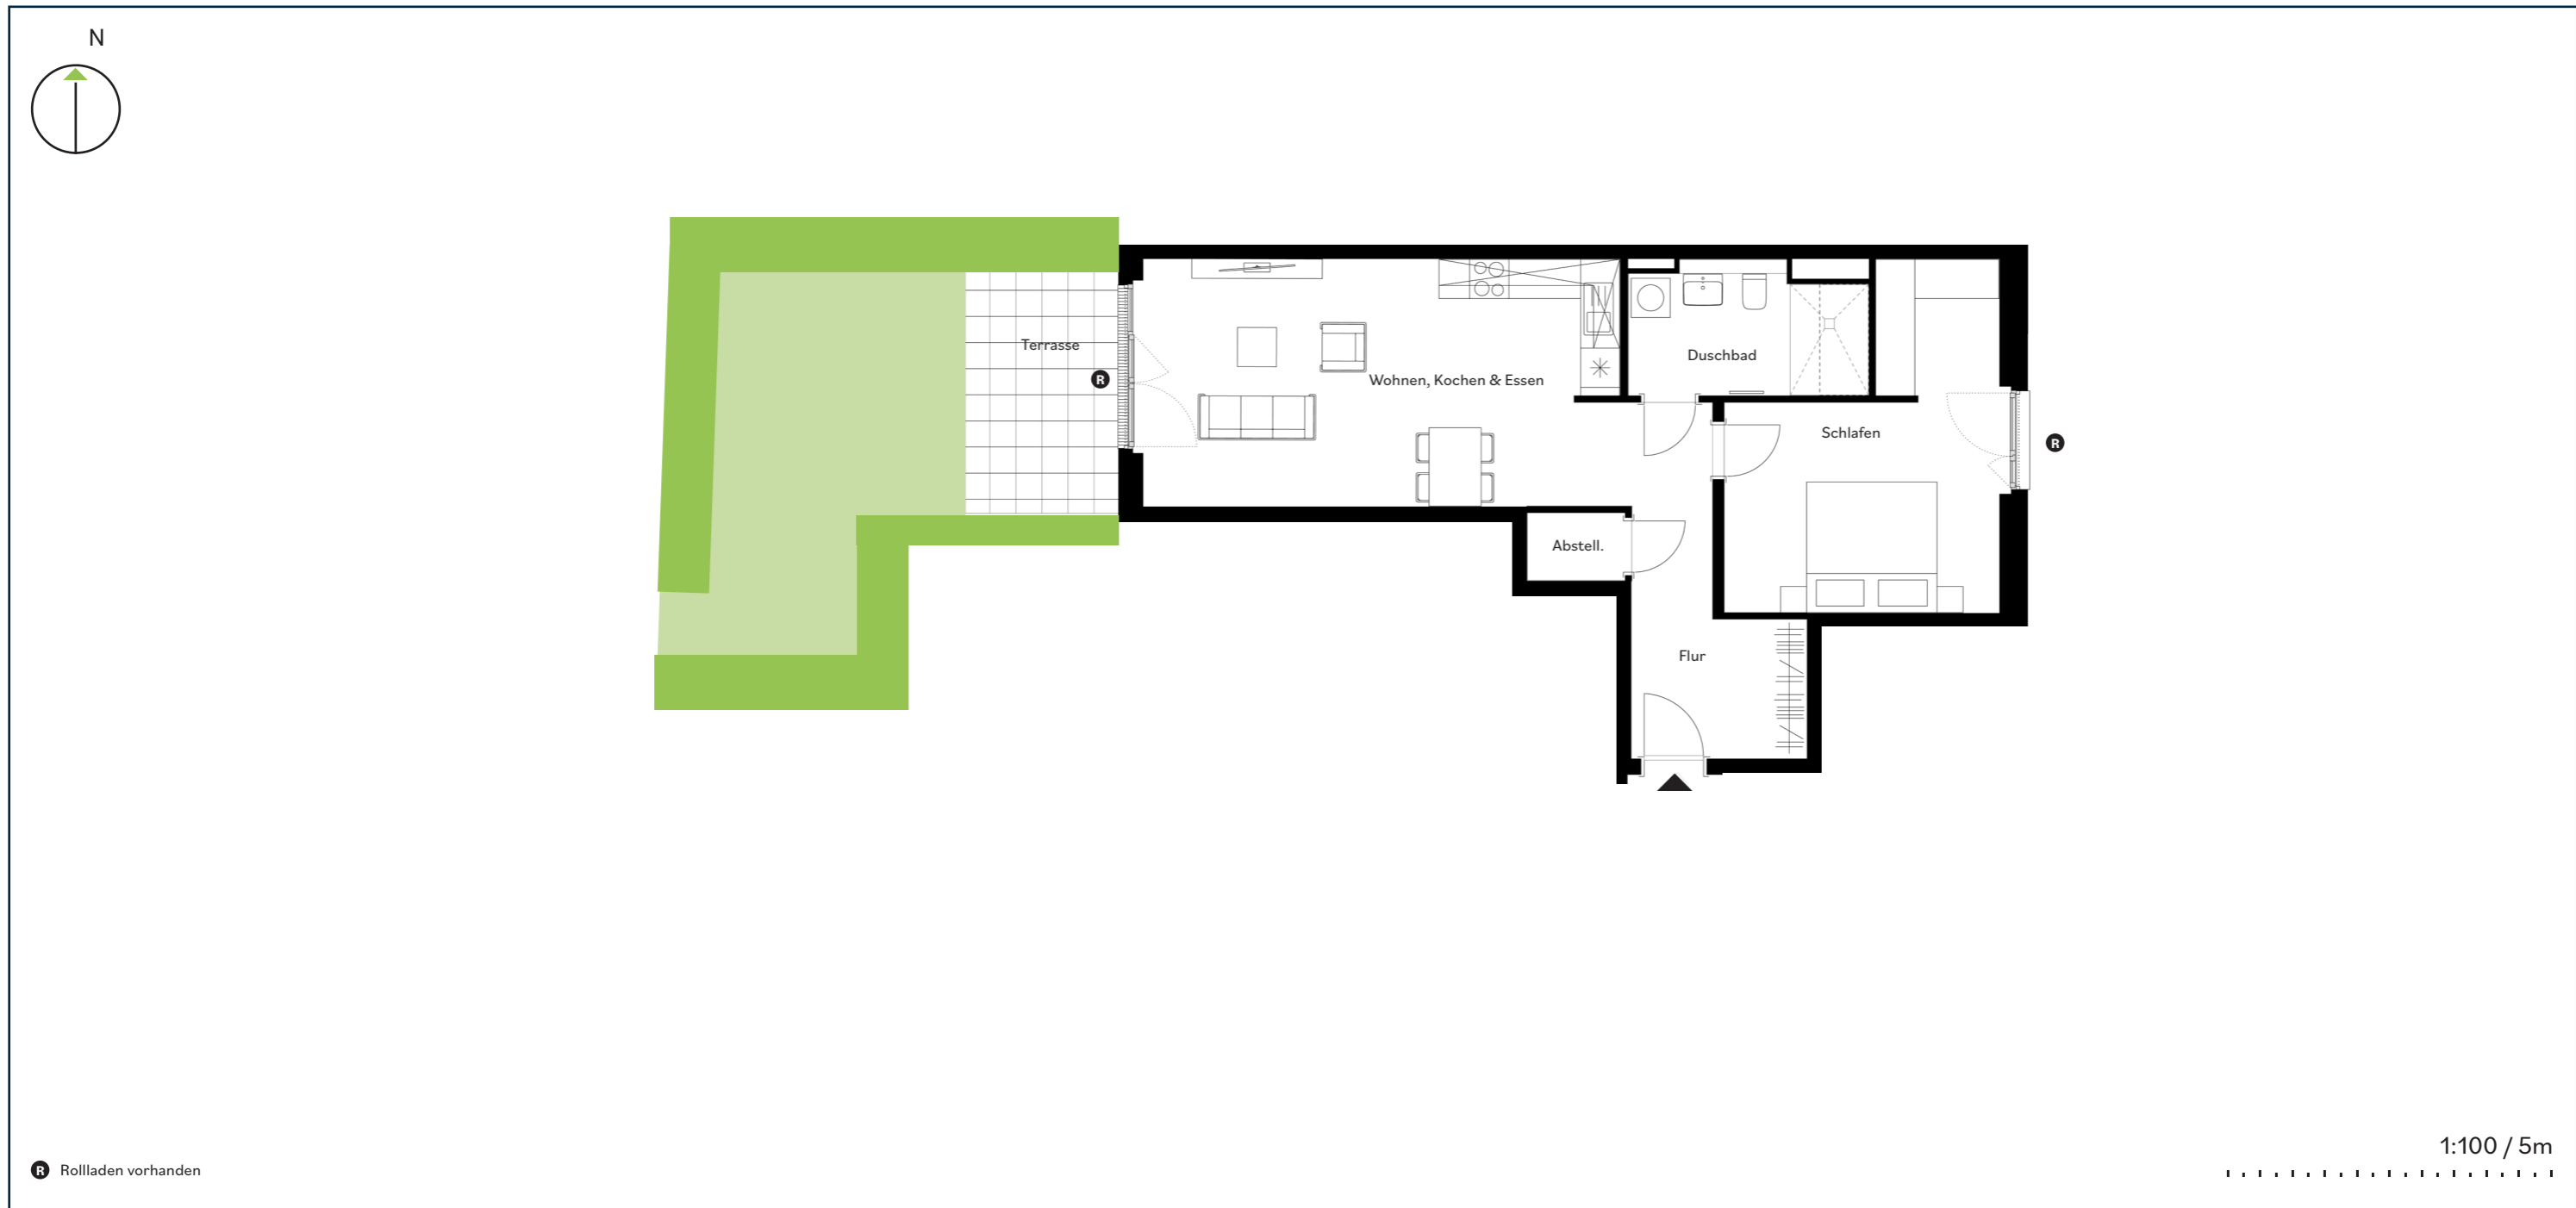 N
Terrasse
R
Wohnen, Kochen & Essen
Duschbad
Schlafen
R
Abstell.
Flur
1:100 / 5m
R Rollladen vorhanden